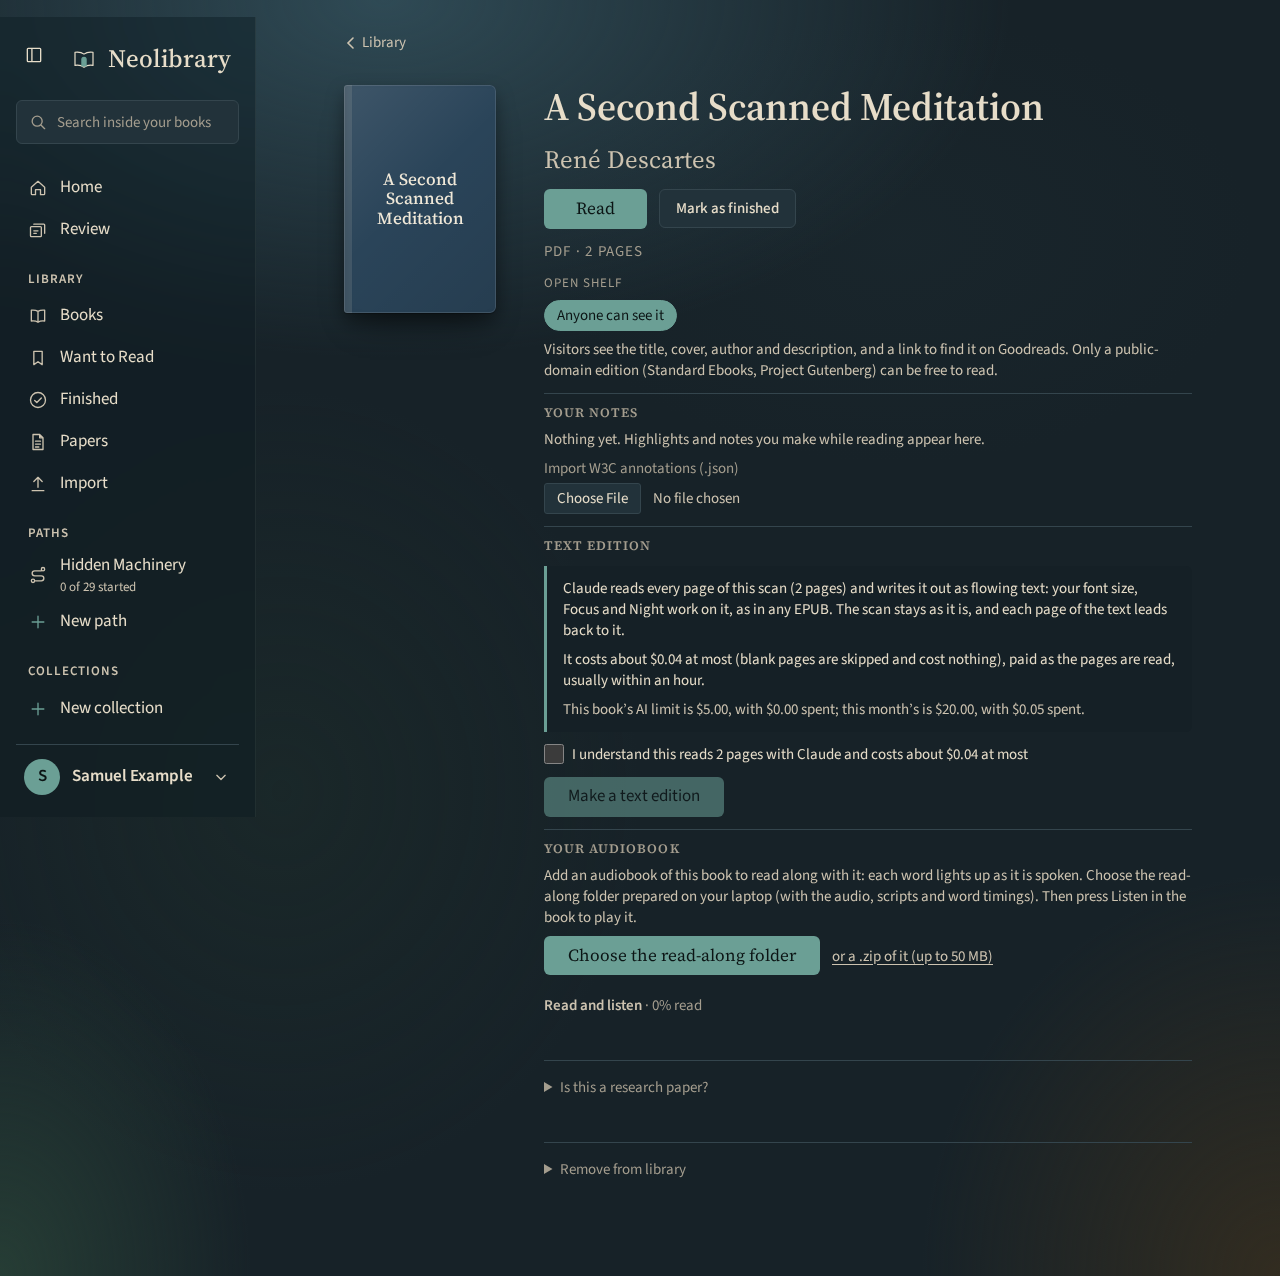 Neolibrary
Search inside your books
Home
Review
LIBRARY
Books
Want to Read
Finished
Papers
Import
PATHS
Hidden Machinery
0 of 29 started
New path
COLLECTIONS
New collection
S
Samuel Example
Library
A Second
Scanned
Meditation
A Second Scanned Meditation
René Descartes
Read
Mark as finished
PDF · 2 PAGES
OPEN SHELF
Anyone can see it
Visitors see the title, cover, author and description, and a link to find it on Goodreads. Only a public-
domain edition (Standard Ebooks, Project Gutenberg) can be free to read.
YOUR NOTES
Nothing yet. Highlights and notes you make while reading appear here.
Import W3C annotations (.json)
Choose File
No file chosen
TEXT EDITION
Claude reads every page of this scan (2 pages) and writes it out as flowing text: your font size,
Focus and Night work on it, as in any EPUB. The scan stays as it is, and each page of the text leads
back to it.
It costs about $0.04 at most (blank pages are skipped and cost nothing), paid as the pages are read,
usually within an hour.
This book’s AI limit is $5.00, with $0.00 spent; this month’s is $20.00, with $0.05 spent.
I understand this reads 2 pages with Claude and costs about $0.04 at most
Make a text edition
YOUR AUDIOBOOK
Add an audiobook of this book to read along with it: each word lights up as it is spoken. Choose the read-
along folder prepared on your laptop (with the audio, scripts and word timings). Then press Listen in the
book to play it.
Choose the read-along folder
or a .zip of it (up to 50 MB)
Read and listen · 0% read
Is this a research paper?
Remove from library